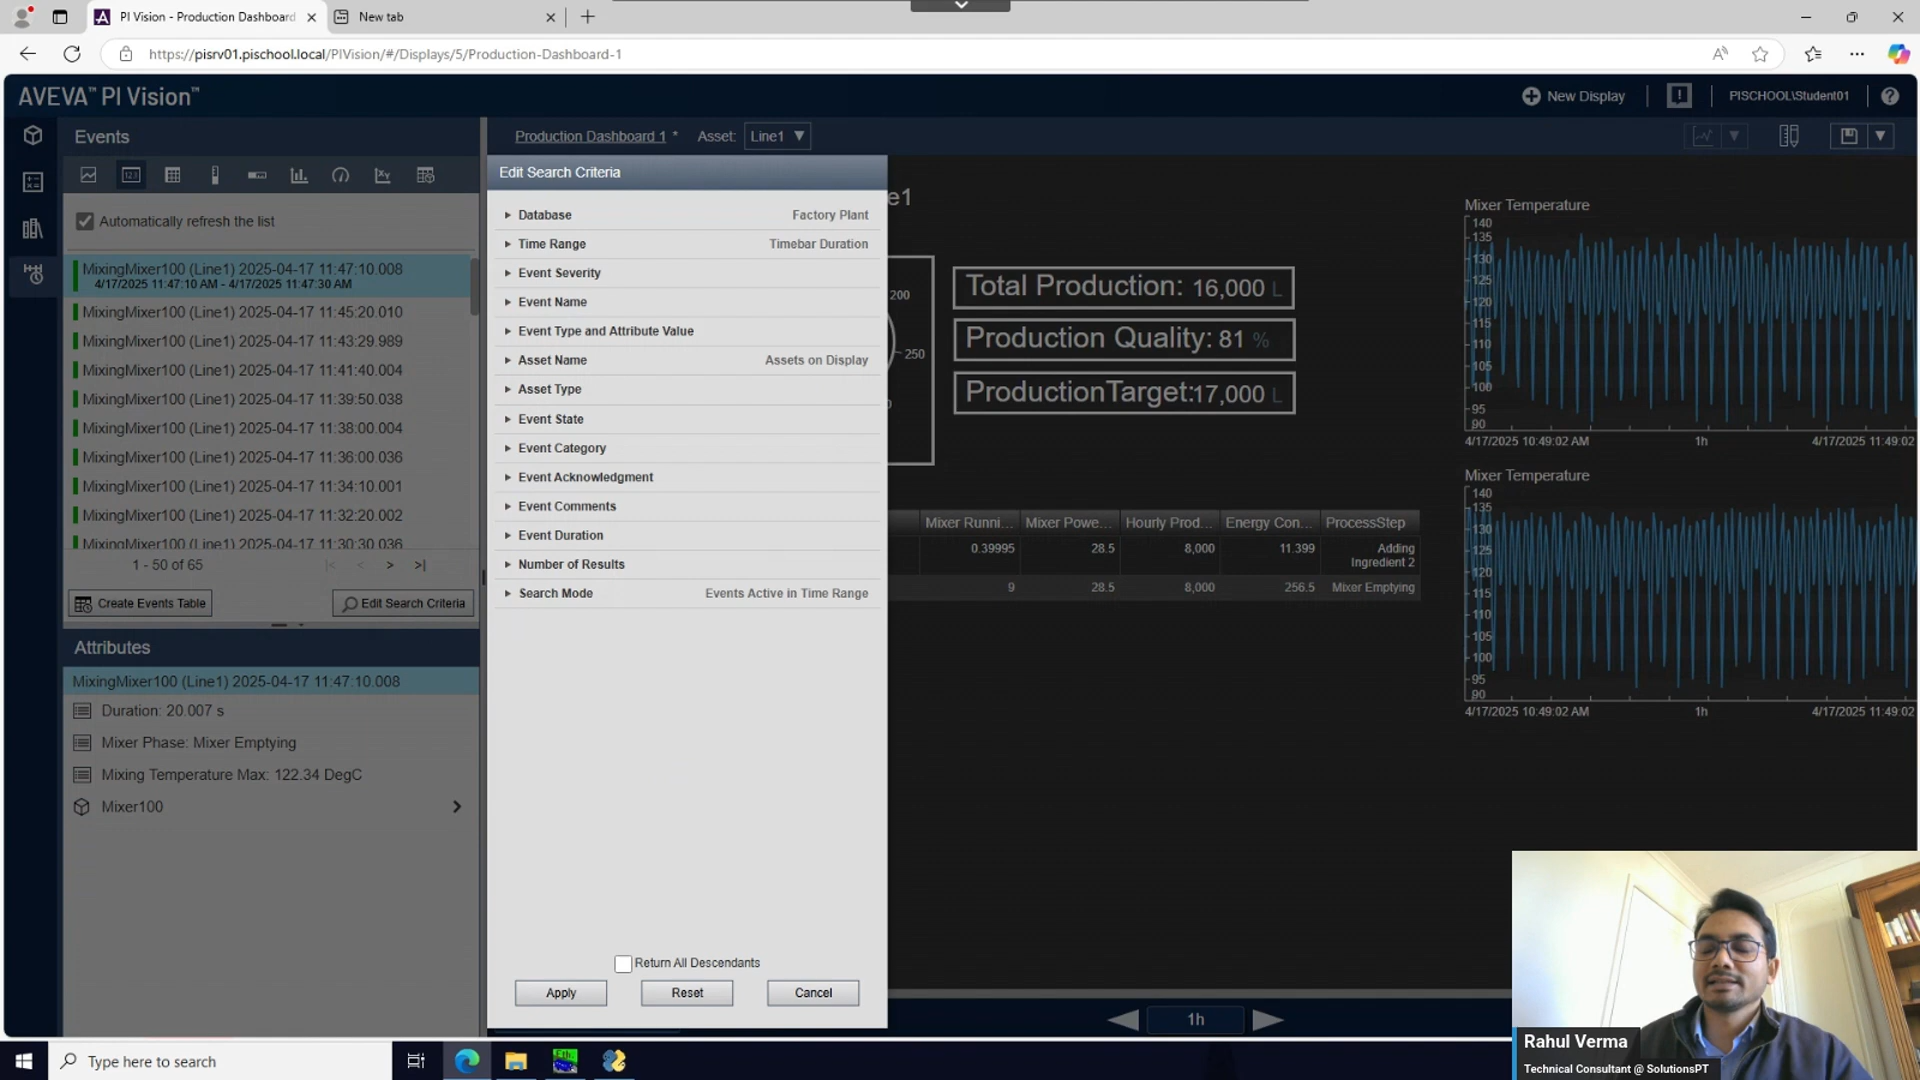 PI Vision - Production Dashboard
New tab
https://pisrv01.pischool.local/PIVision/#/Displays/5/Production-Dashboard-1
AVEVA™ PI Vision™
New Display
PISCHOOL\Student01
Events
Production Dashboard 1 *
Asset:
Line1
Automatically refresh the list
MixingMixer100 (Line1) 2025-04-17 11:47:10.008
4/17/2025 11:47:10 AM - 4/17/2025 11:47:30 AM
MixingMixer100 (Line1) 2025-04-17 11:45:20.010
MixingMixer100 (Line1) 2025-04-17 11:43:29.989
MixingMixer100 (Line1) 2025-04-17 11:41:40.004
MixingMixer100 (Line1) 2025-04-17 11:39:50.038
MixingMixer100 (Line1) 2025-04-17 11:38:00.004
MixingMixer100 (Line1) 2025-04-17 11:36:00.036
MixingMixer100 (Line1) 2025-04-17 11:34:10.001
MixingMixer100 (Line1) 2025-04-17 11:32:20.002
MixingMixer100 (Line1) 2025-04-17 11:30:30.036
1 - 50 of 65
Create Events Table
Edit Search Criteria
Attributes
MixingMixer100 (Line1) 2025-04-17 11:47:10.008
Duration: 20.007 s
Mixer Phase: Mixer Emptying
Mixing Temperature Max: 122.34 DegC
Mixer100
Edit Search Criteria
Database Factory Plant
Time Range Timebar Duration
Event Severity
Event Name
Event Type and Attribute Value
Asset Name Assets on Display
Asset Type
Event State
Event Category
Event Acknowledgment
Event Comments
Event Duration
Number of Results
Search Mode Events Active in Time Range
Return All Descendants
Apply
Reset
Cancel
e1
200
250
0
Total Production: 16,000 L
Production Quality: 81 %
ProductionTarget:17,000 L
Mixer Runni... Mixer Powe... Hourly Prod... Energy Con... ProcessStep
0.39995 28.5 8,000 11.399 Adding
Ingredient 2
9 28.5 8,000 256.5 Mixer Emptying
Mixer Temperature
140
135
130
125
120
115
110
105
100
95
90
4/17/2025 10:49:02 AM 1h 4/17/2025 11:49:02
Mixer Temperature
140
135
130
125
120
115
110
105
100
95
90
4/17/2025 10:49:02 AM 1h 4/17/2025 11:49:02
1h
Type here to search
Rahul Verma
Technical Consultant @ SolutionsPT